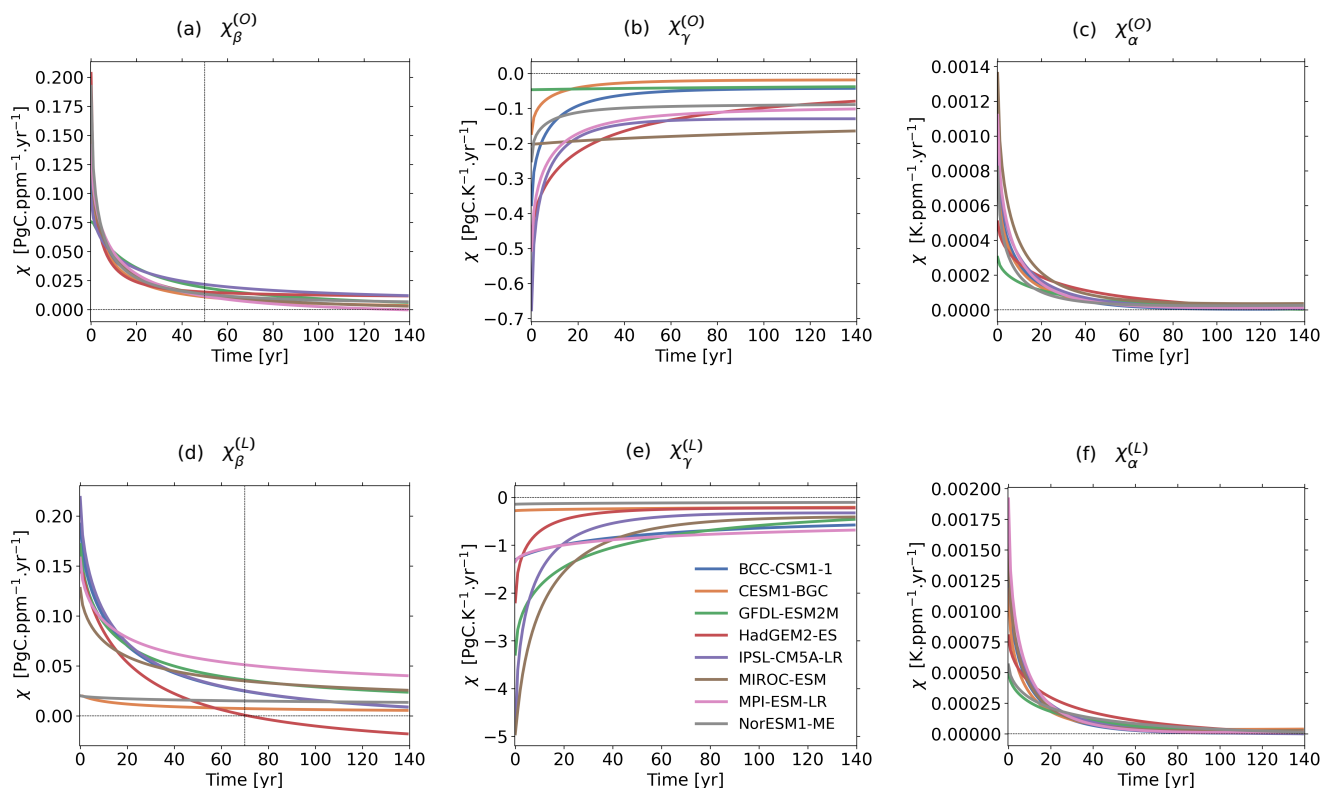 (a) χ_β^(O)
(b) χ_γ^(O)
(c) χ_α^(O)
χ [PgC.ppm⁻¹.yr⁻¹]
0.200
0.175
0.150
0.125
0.100
0.075
0.050
0.025
0.000
0 20 40 60 80 100 120 140
Time [yr]
χ [PgC.K⁻¹.yr⁻¹]
0.0
−0.1
−0.2
−0.3
−0.4
−0.5
−0.6
−0.7
0 20 40 60 80 100 120 140
Time [yr]
χ [K.ppm⁻¹.yr⁻¹]
0.0014
0.0012
0.0010
0.0008
0.0006
0.0004
0.0002
0.0000
0 20 40 60 80 100 120 140
Time [yr]
(d) χ_β^(L)
(e) χ_γ^(L)
(f) χ_α^(L)
χ [PgC.ppm⁻¹.yr⁻¹]
0.20
0.15
0.10
0.05
0.00
0 20 40 60 80 100 120 140
Time [yr]
χ [PgC.K⁻¹.yr⁻¹]
0
−1
−2
−3
−4
−5
0 20 40 60 80 100 120 140
Time [yr]
BCC-CSM1-1
CESM1-BGC
GFDL-ESM2M
HadGEM2-ES
IPSL-CM5A-LR
MIROC-ESM
MPI-ESM-LR
NorESM1-ME
χ [K.ppm⁻¹.yr⁻¹]
0.00200
0.00175
0.00150
0.00125
0.00100
0.00075
0.00050
0.00025
0.00000
0 20 40 60 80 100 120 140
Time [yr]